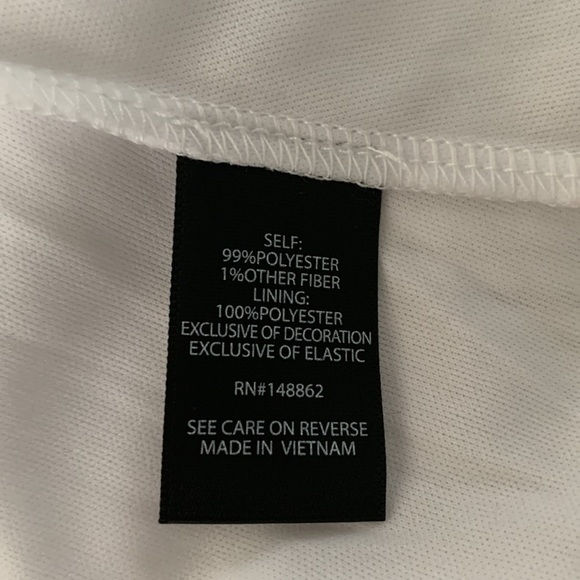 SELF:
99%POLYESTER
1%OTHER FIBER
LINING:
100%POLYESTER
EXCLUSIVE OF DECORATION
EXCLUSIVE OF ELASTIC
RN#148862
SEE CARE ON REVERSE
MADE IN VIETNAM